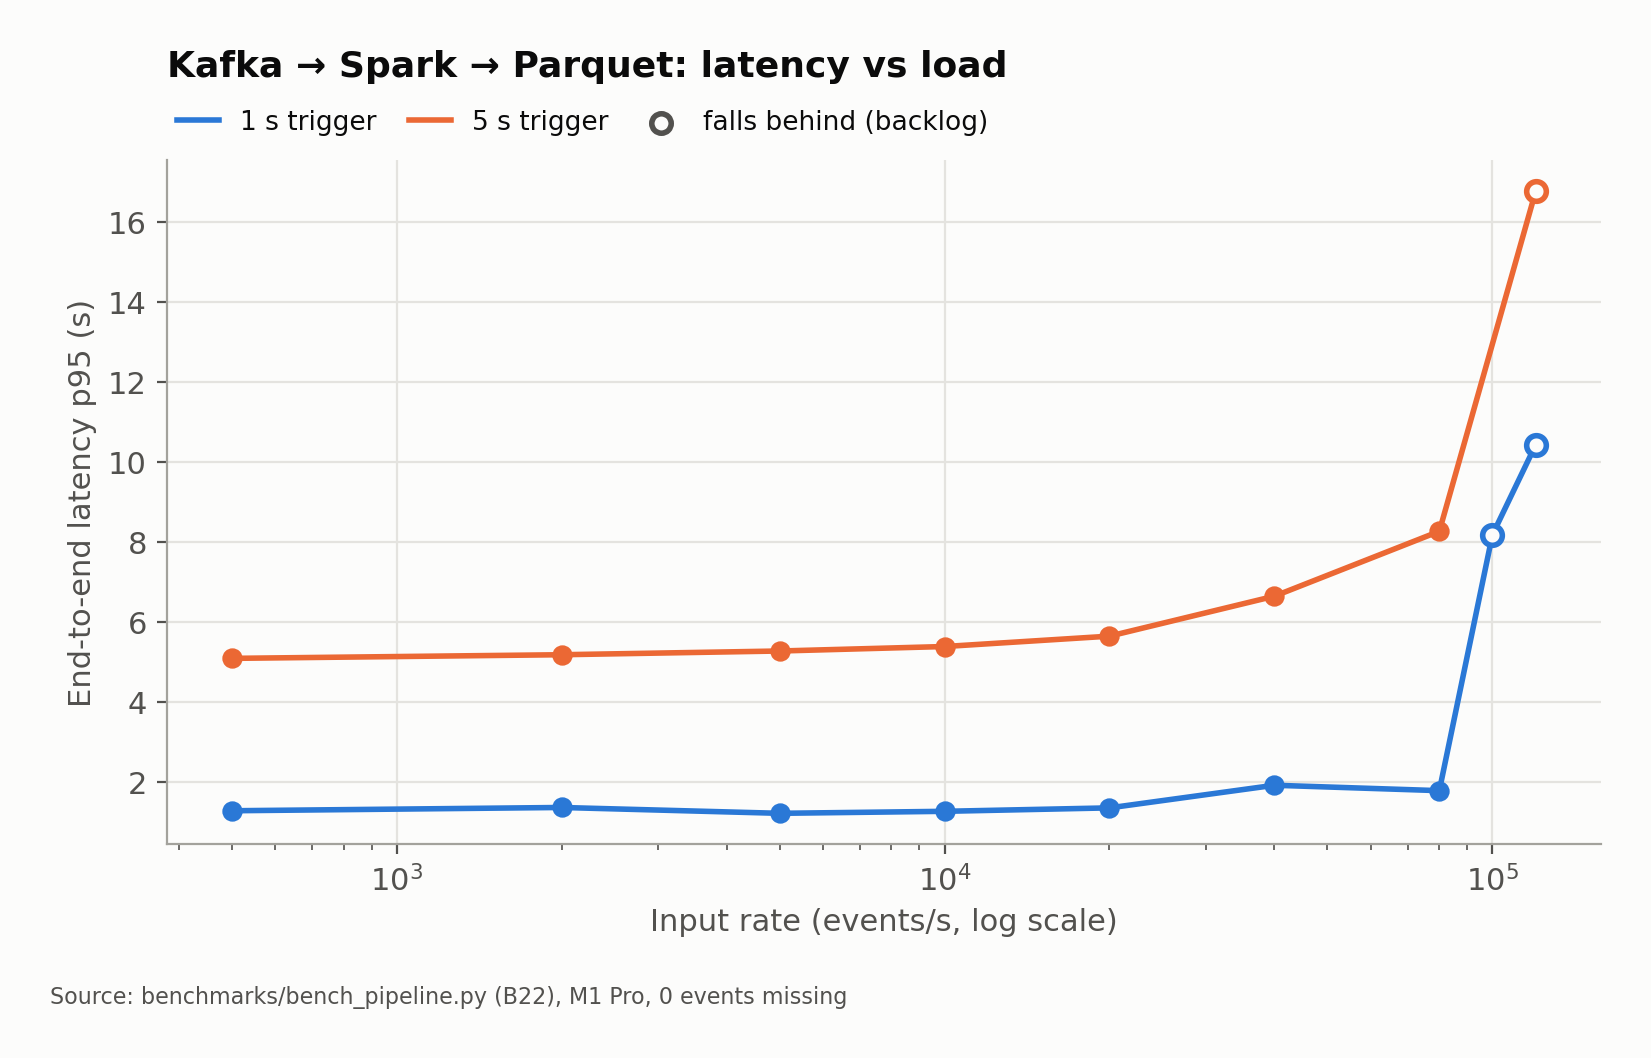 Kafka → Spark → Parquet: latency vs load
1 s trigger 5 s trigger falls behind (backlog)
End-to-end latency p95 (s)
16
14
12
10
8
6
4
2
10³ 10⁴ 10⁵
Input rate (events/s, log scale)
Source: benchmarks/bench_pipeline.py (B22), M1 Pro, 0 events missing